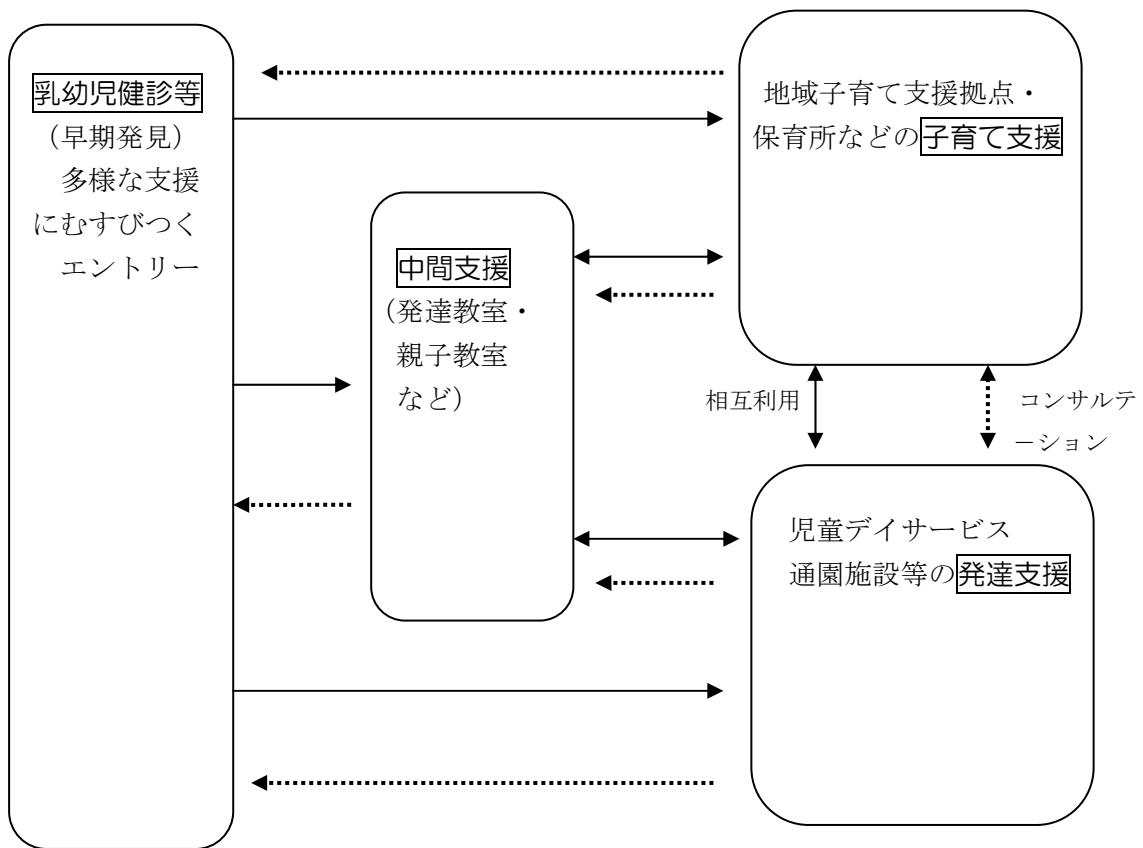 乳幼児健診等
(早期発見)
多様な支援
にむすびつく
エントリー
中間支援
(発達教室・
親子教室
など)
地域子育て支援拠点・
保育所などの子育て支援
相互利用
コンサルテ
ーション
児童デイサービス
通園施設等の発達支援